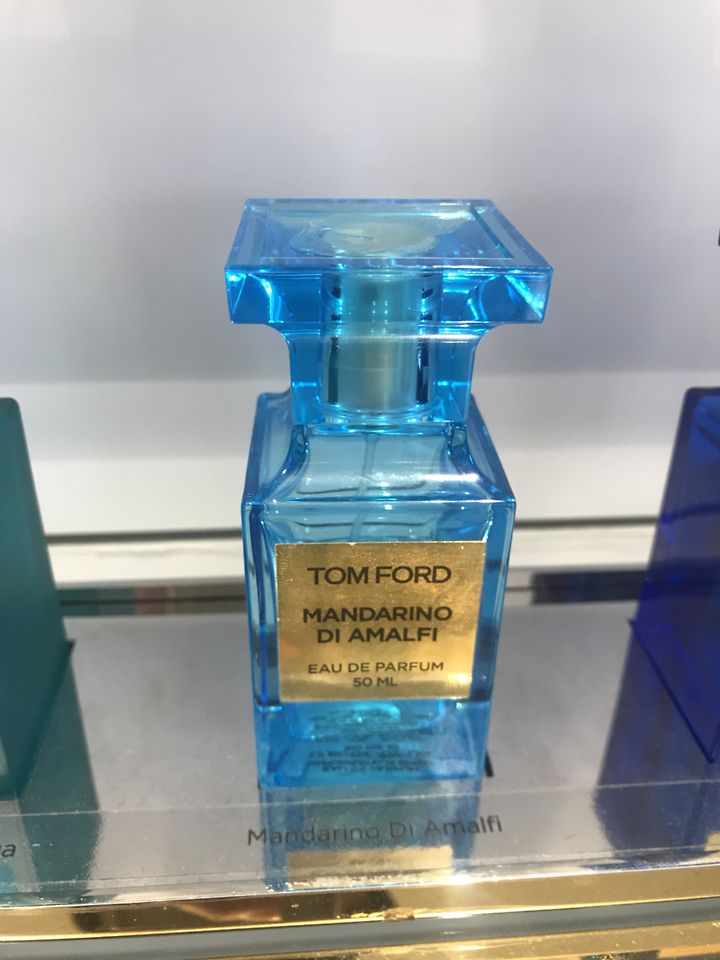 TOM FORD
MANDARINO
DI AMALFI
EAU DE PARFUM
50 ML
Mandarino Di Amalfi